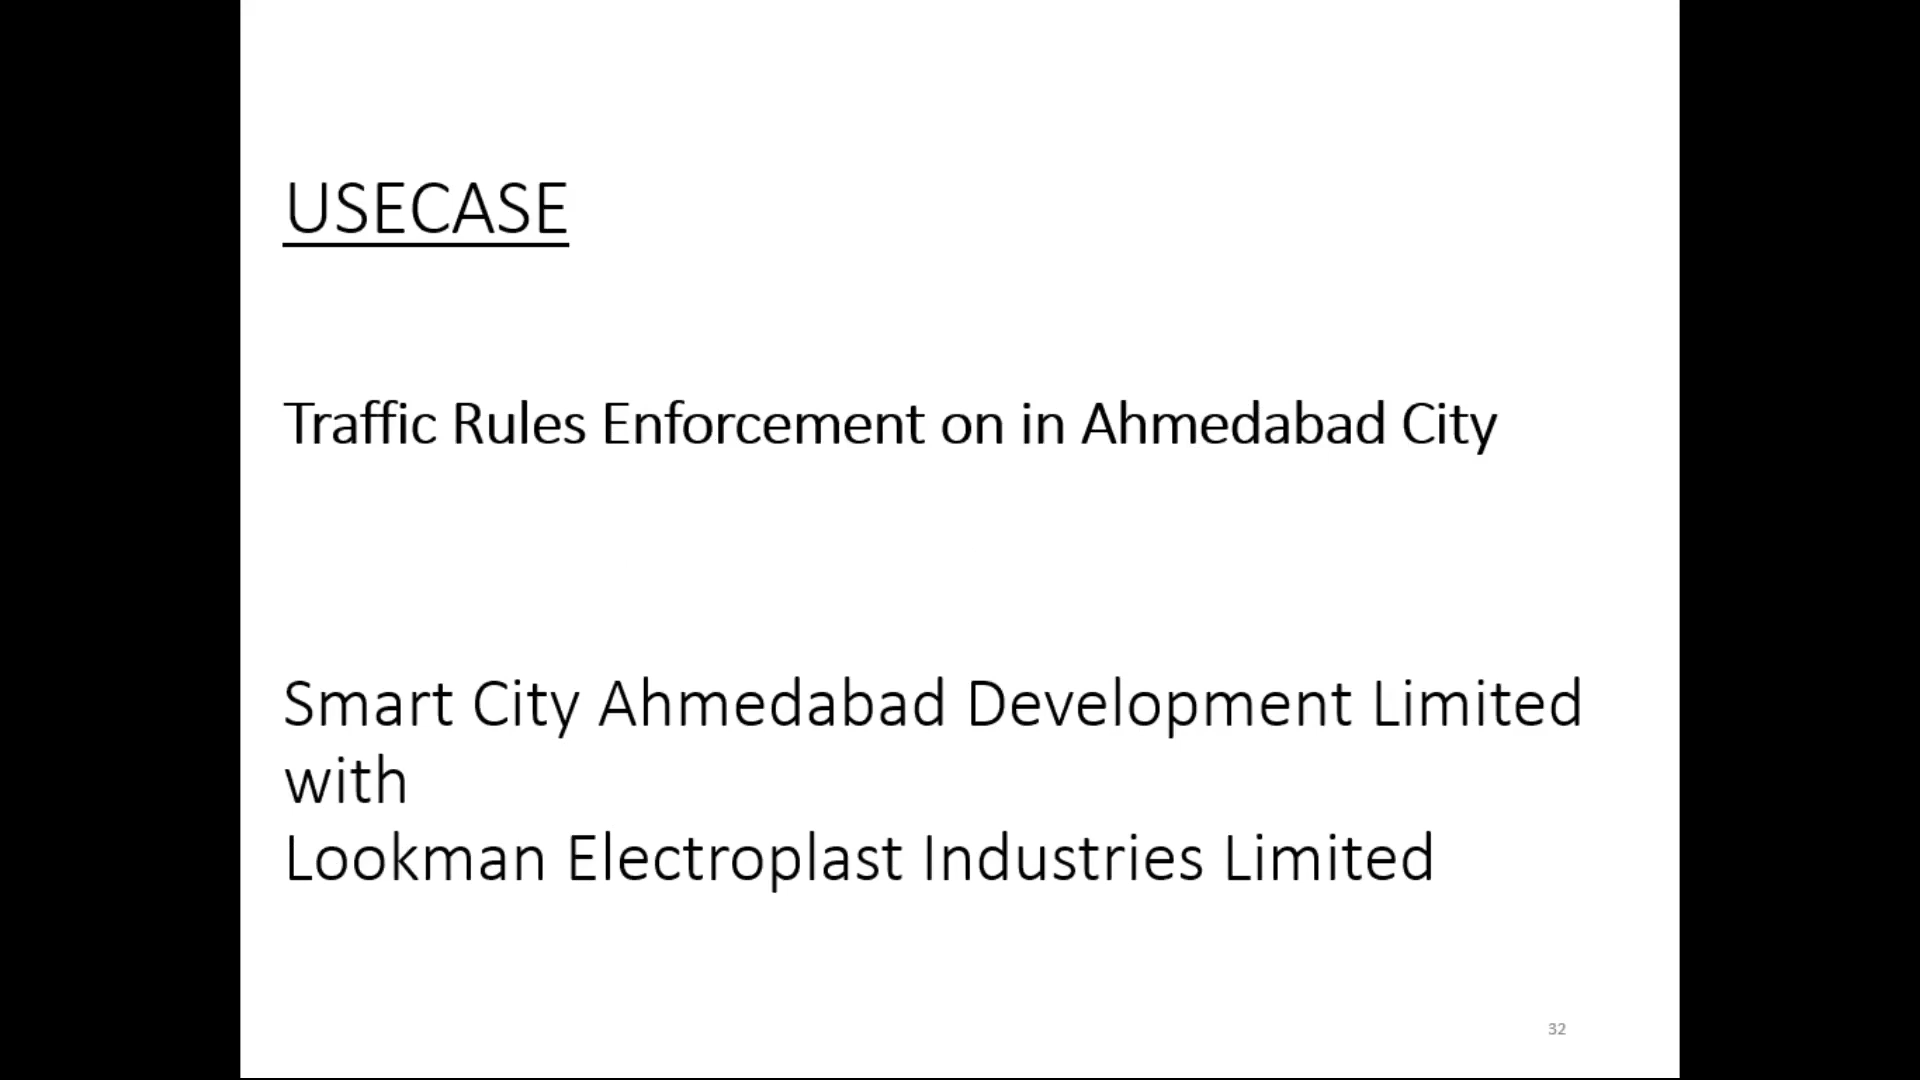 USECASE
Traffic Rules Enforcement on in Ahmedabad City
Smart City Ahmedabad Development Limited
with
Lookman Electroplast Industries Limited
32